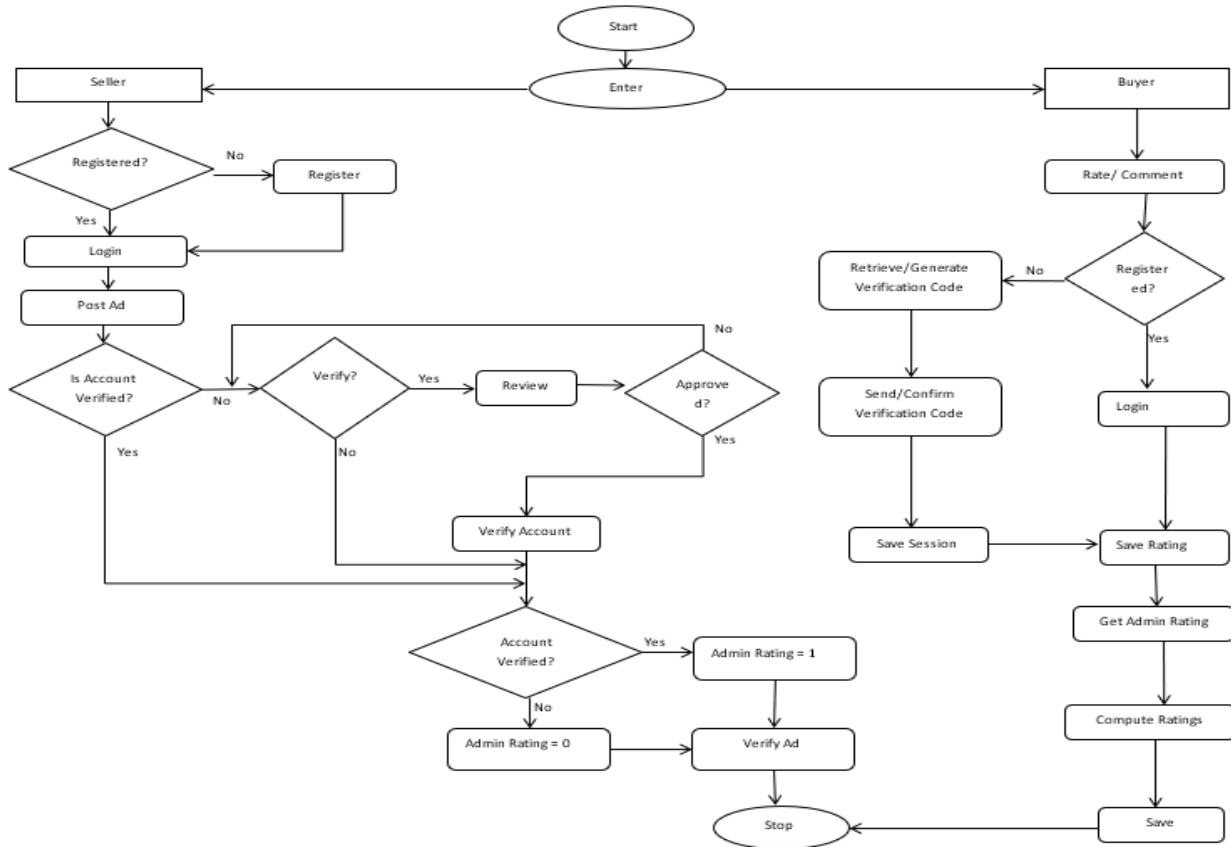 Start
Seller
Enter
Buyer
Registered?
No
Register
Rate/ Comment
Yes
Login
Retrieve/Generate
Verification Code
No
Register
ed?
Post Ad
No
Yes
Is Account
Verified?
No
Verify?
Yes
Review
Approve
d?
Send/Confirm
Verification Code
Login
Yes
No
Yes
Verify Account
Save Session
Save Rating
Get Admin Rating
Account
Verified?
Yes
Admin Rating = 1
No
Compute Ratings
Admin Rating = 0
Verify Ad
Stop
Save